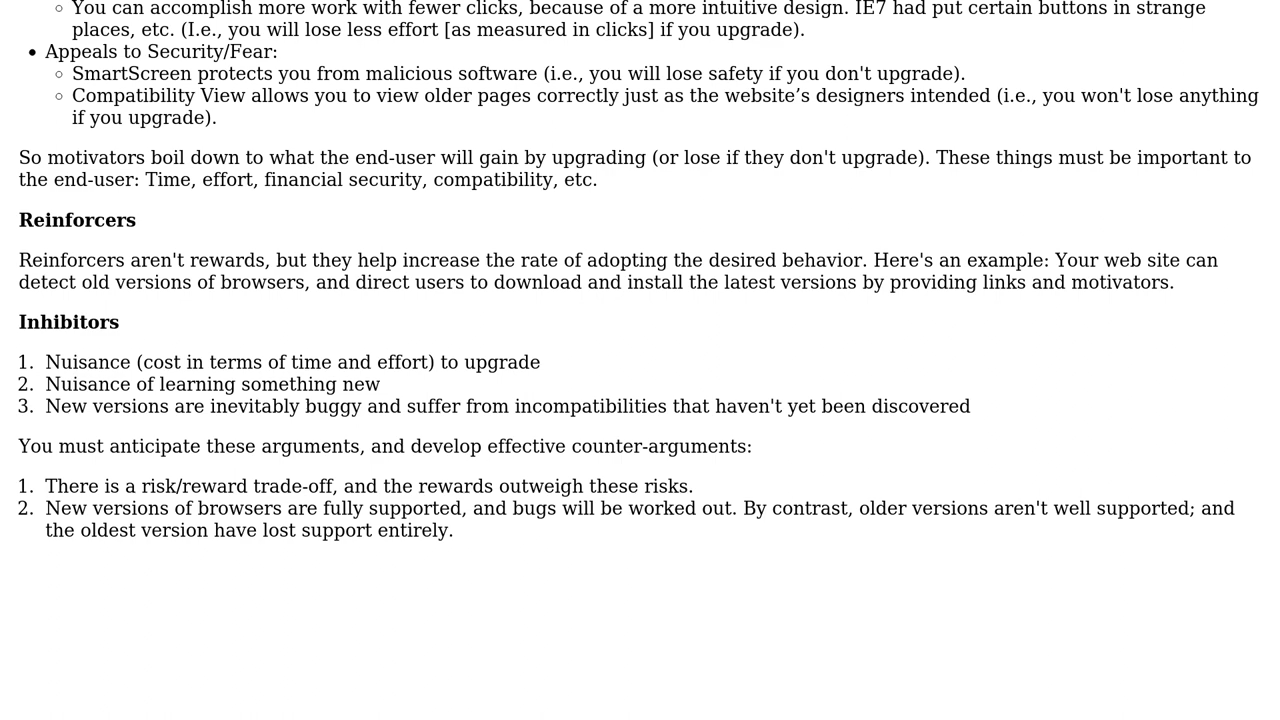 ◦ You can accomplish more work with fewer clicks, because of a more intuitive design. IE7 had put certain buttons in strange
places, etc. (I.e., you will lose less effort [as measured in clicks] if you upgrade).
• Appeals to Security/Fear:
◦ SmartScreen protects you from malicious software (i.e., you will lose safety if you don't upgrade).
◦ Compatibility View allows you to view older pages correctly just as the website’s designers intended (i.e., you won't lose anything
if you upgrade).
So motivators boil down to what the end-user will gain by upgrading (or lose if they don't upgrade). These things must be important to
the end-user: Time, effort, financial security, compatibility, etc.
Reinforcers
Reinforcers aren't rewards, but they help increase the rate of adopting the desired behavior. Here's an example: Your web site can
detect old versions of browsers, and direct users to download and install the latest versions by providing links and motivators.
Inhibitors
1. Nuisance (cost in terms of time and effort) to upgrade
2. Nuisance of learning something new
3. New versions are inevitably buggy and suffer from incompatibilities that haven't yet been discovered
You must anticipate these arguments, and develop effective counter-arguments:
1. There is a risk/reward trade-off, and the rewards outweigh these risks.
2. New versions of browsers are fully supported, and bugs will be worked out. By contrast, older versions aren't well supported; and
the oldest version have lost support entirely.